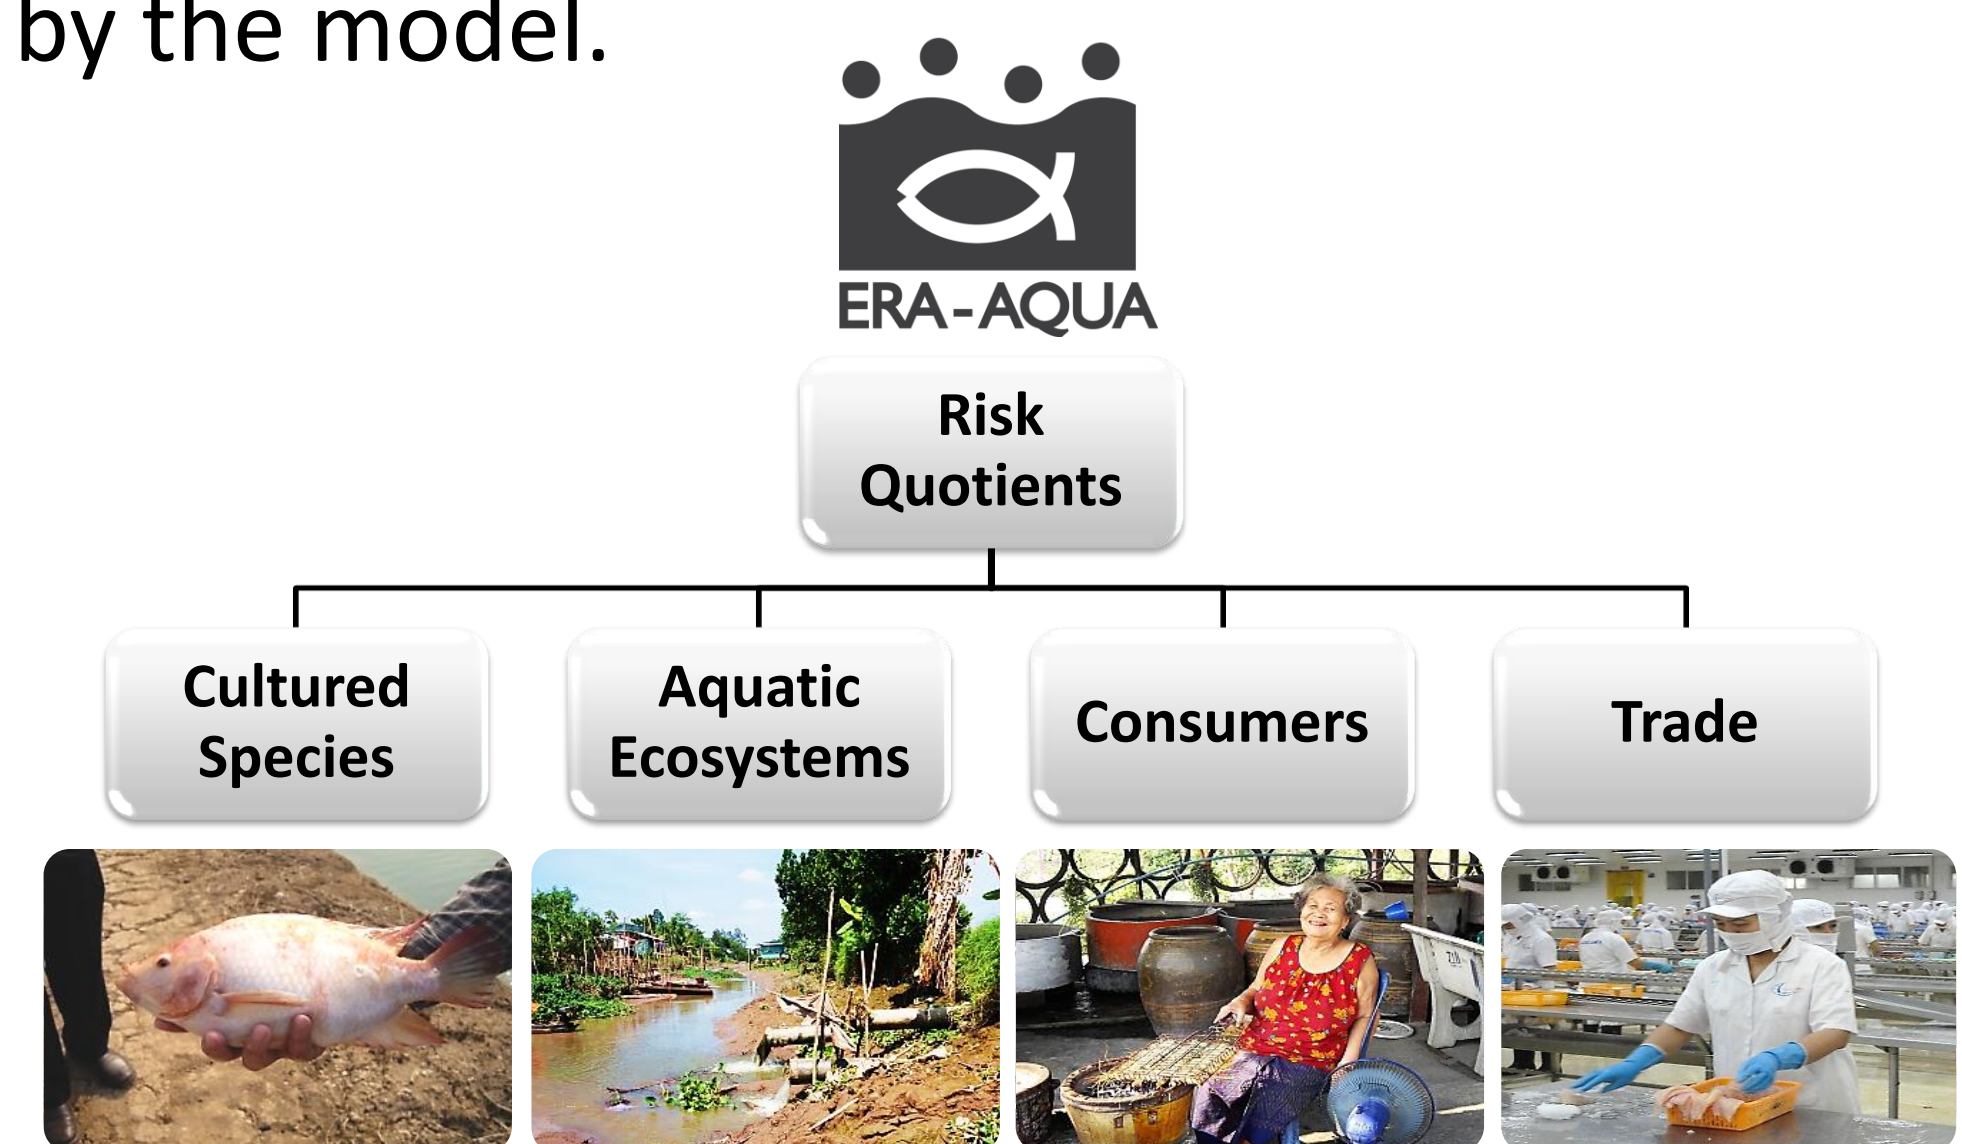 by the model.
ERA-AQUA
Risk
Quotients
Cultured
Species
Aquatic
Ecosystems
Consumers
Trade